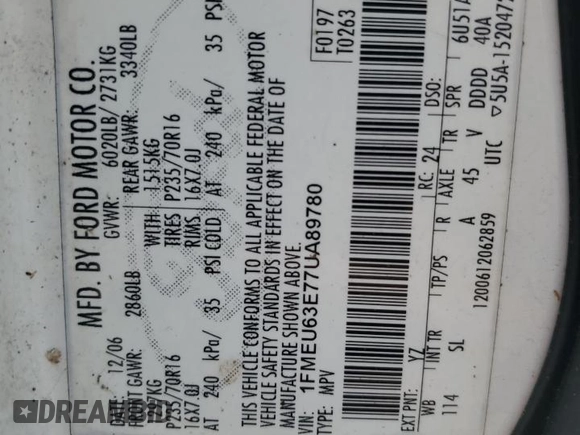 MFD. BY FORD MOTOR CO.
12/06 GVWR: 6020LB/ 2731KG
FRONT GAWR: 2860LB REAR GAWR: 3340LB
WITH 1515KG WITH
P235/70R16 TIRES P235/70R16
16X7.0J RIMS 16X7.0J
AT 240 kPa/ 35 PSI COLD AT 240 kPa/ 35 PSI
THIS VEHICLE CONFORMS TO ALL APPLICABLE FEDERAL MOTOR
VEHICLE SAFETY STANDARDS IN EFFECT ON THE DATE OF
MANUFACTURE SHOWN ABOVE.
VIN: 1FMEU63E77UA89780
TYPE: MPV
F0197
T0263
EXT PNT: YZ RC: 24 DSO:
WB INT TR TP/PS R AXLE TR SPR 6U51A
114 SL A 45 V DDDD 40A
1200612062859 UTC 5U5A-152047
DREAM